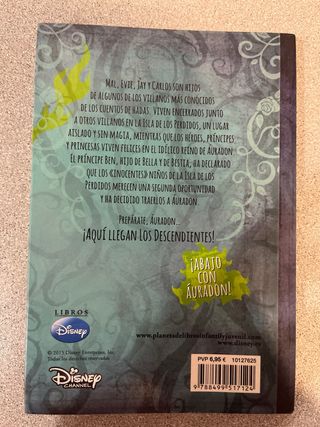 Mal, Evie, Jay y Carlos son hijos
de algunos de los villanos más conocidos
de los cuentos de hadas. Viven encerrados junto
a otros villanos en la Isla de los Perdidos, un lugar
aislado y sin magia, mientras que los héroes, príncipes
y princesas viven felices en el idílico reino de Áuradon.
El príncipe Ben, hijo de Bella y de Bestia, ha declarado
que los «inocentes» niños de la Isla de los
Perdidos merecen una segunda oportunidad
y ha decidido traerlos a Áuradon.
Prepárate, Áuradon...
¡Aquí llegan Los Descendientes!
¡ABAJO
CON
ÁURADON!
LIBROS
Disney
www.planetadelibrosinfantilyjuvenil.com
www.disney.es
© 2015 Disney Enterprises, Inc.
Todos los derechos reservados
Disney
CHANNEL
PVP 6,95 € 10127625
9 788499 517124